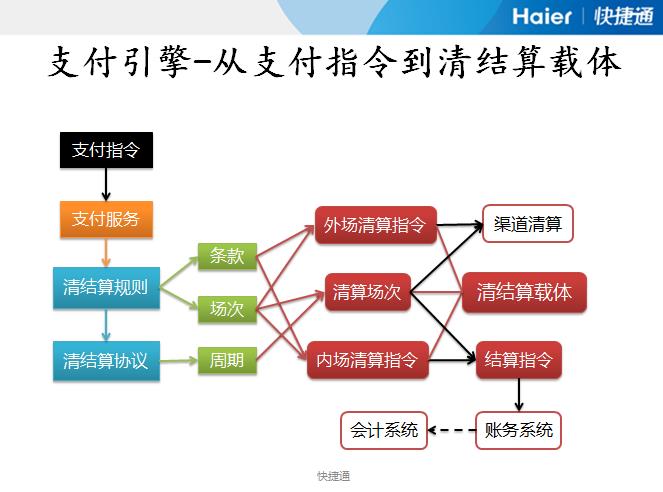 Haier 快捷通
支付引擎-从支付指令到清结算载体
支付指令
支付服务
外场清算指令
渠道清算
条款
清结算规则
清算场次
清结算载体
场次
清结算协议
周期
内场清算指令
结算指令
会计系统
账务系统
快捷通